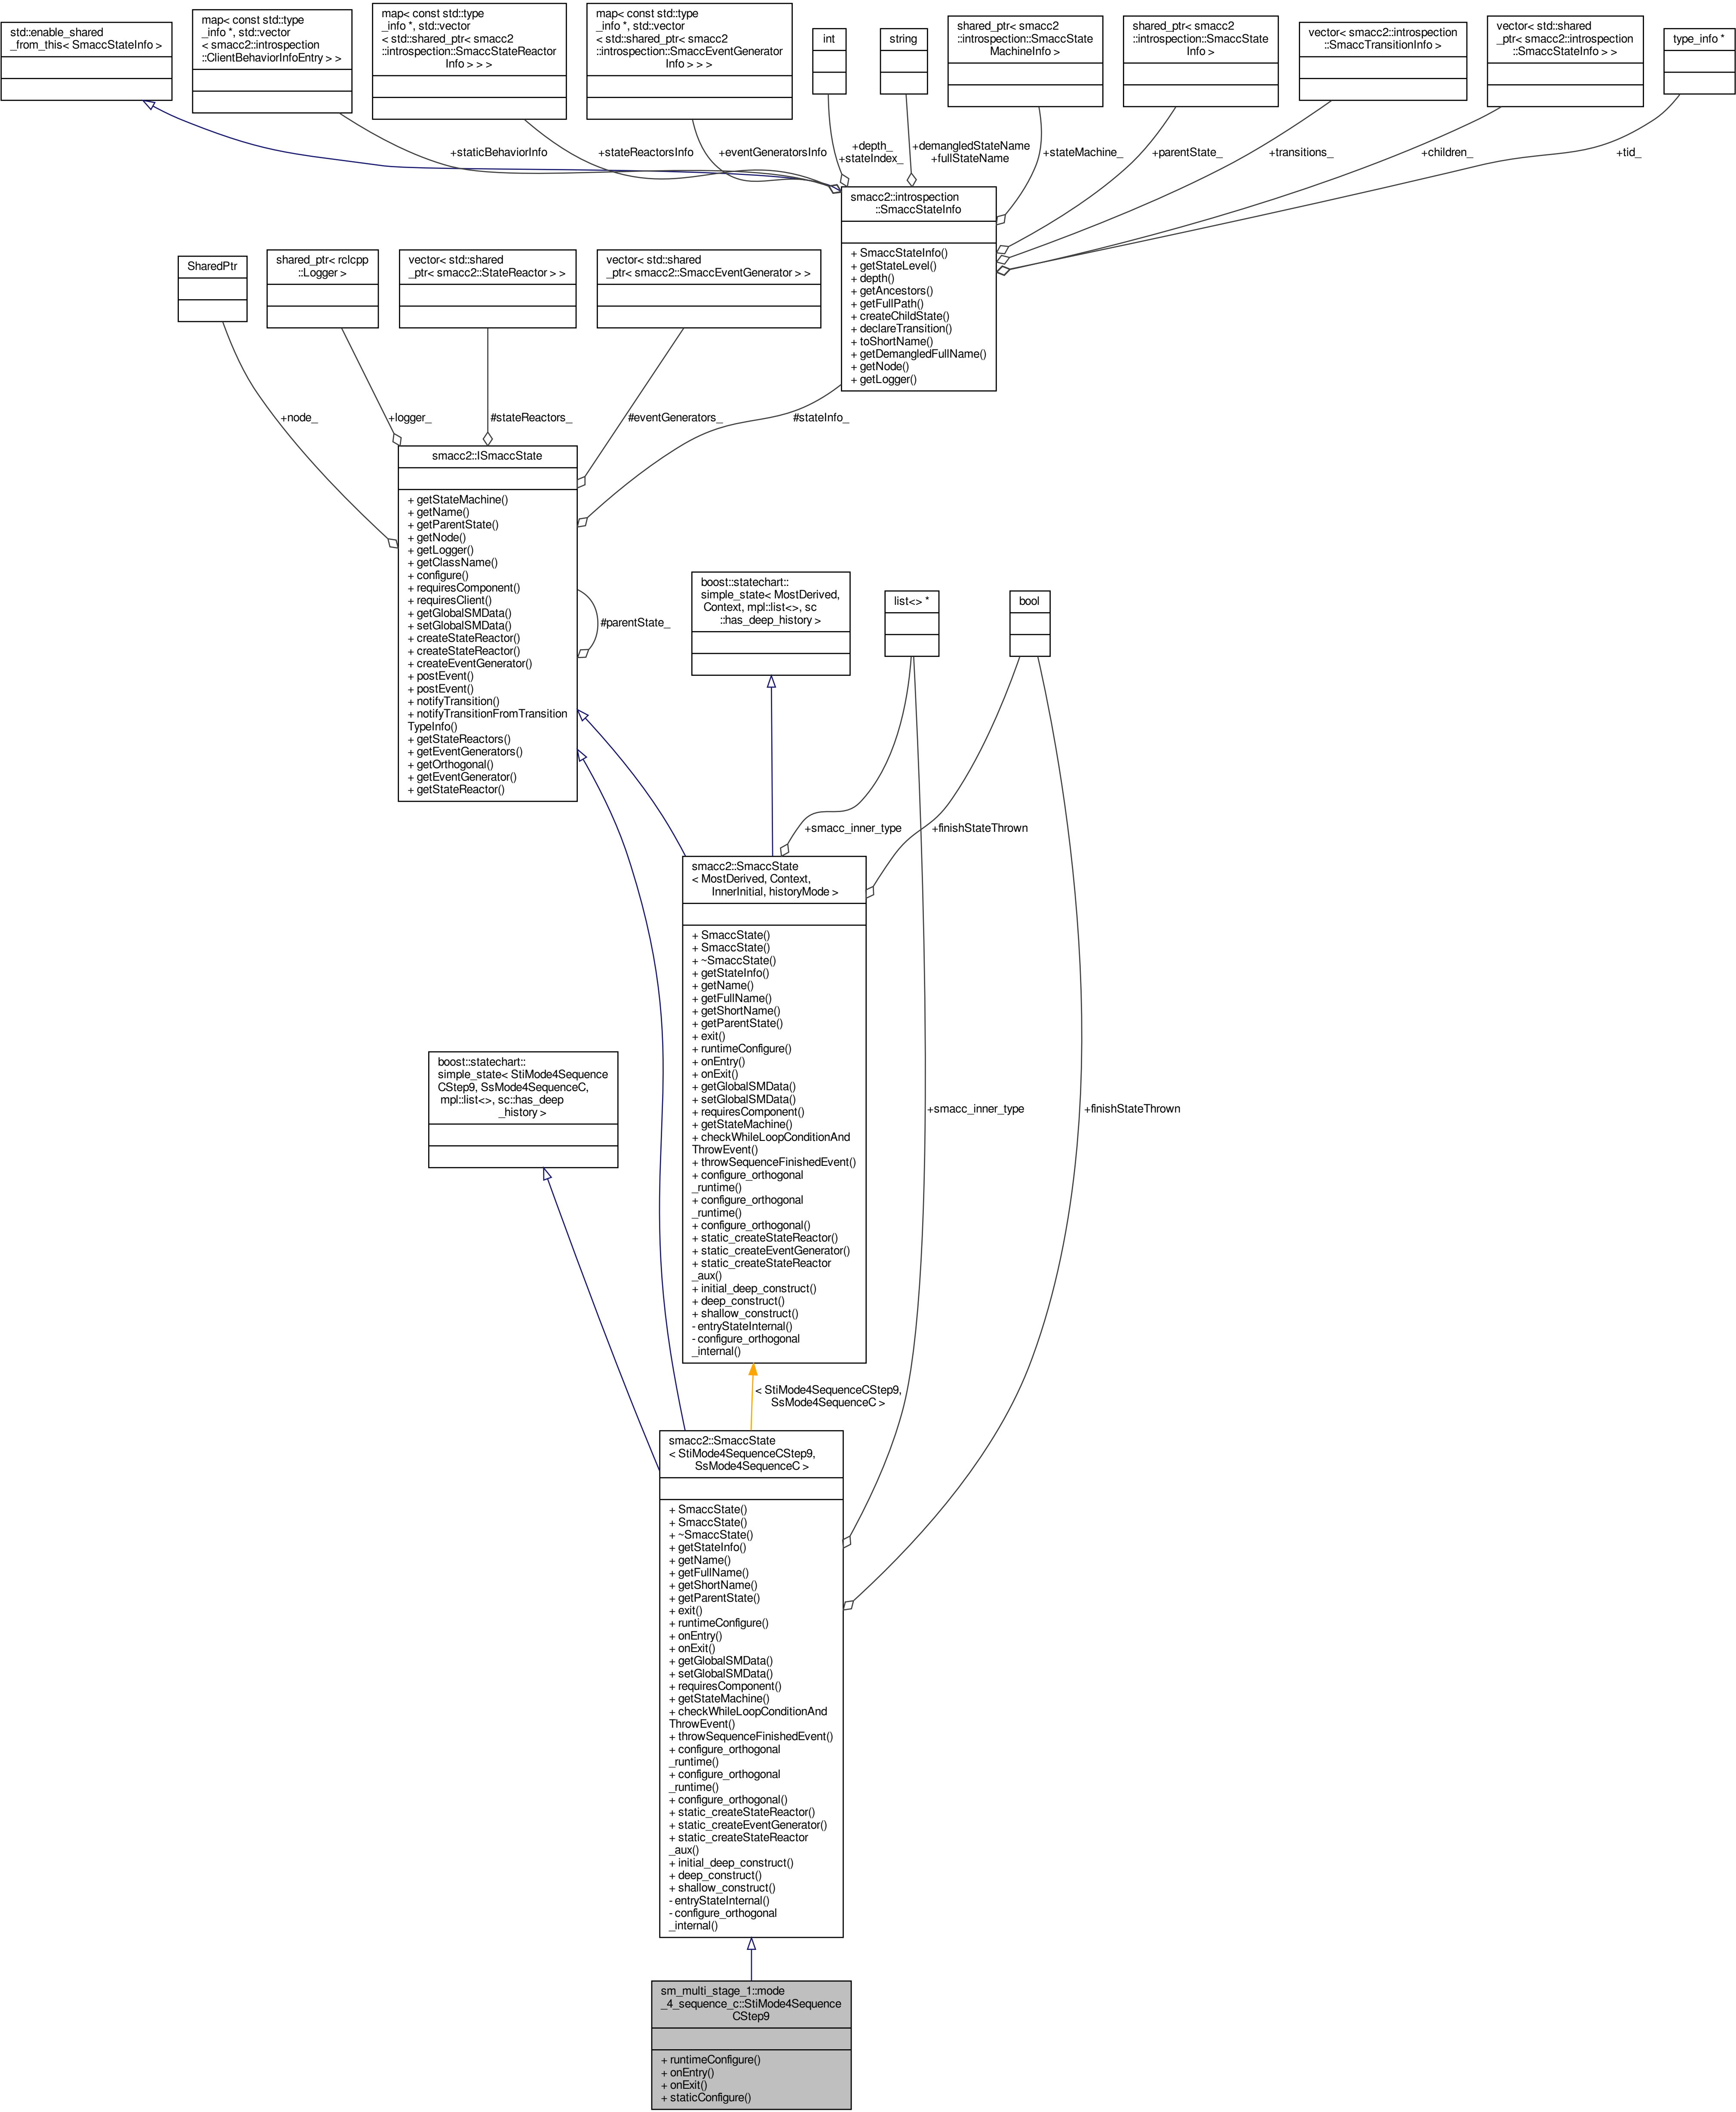 std::enable_shared
_from_this< SmaccStateInfo >
map< const std::type
_info *, std::vector
< smacc2::introspection
::ClientBehaviorInfoEntry > >
map< const std::type
_info *, std::vector
< std::shared_ptr< smacc2
::introspection::SmaccStateReactor
Info > > >
map< const std::type
_info *, std::vector
< std::shared_ptr< smacc2
::introspection::SmaccEventGenerator
Info > > >
int
string
shared_ptr< smacc2
::introspection::SmaccState
MachineInfo >
shared_ptr< smacc2
::introspection::SmaccState
Info >
vector< smacc2::introspection
::SmaccTransitionInfo >
vector< std::shared
_ptr< smacc2::introspection
::SmaccStateInfo > >
type_info *
+staticBehaviorInfo
+stateReactorsInfo
+eventGeneratorsInfo
+depth_
+stateIndex_
+demangledStateName
+fullStateName
+stateMachine_
+parentState_
+transitions_
+children_
+tid_
smacc2::introspection
::SmaccStateInfo
+ SmaccStateInfo()
+ getStateLevel()
+ depth()
+ getAncestors()
+ getFullPath()
+ createChildState()
+ declareTransition()
+ toShortName()
+ getDemangledFullName()
+ getNode()
+ getLogger()
SharedPtr
shared_ptr< rclcpp
::Logger >
vector< std::shared
_ptr< smacc2::StateReactor > >
vector< std::shared
_ptr< smacc2::SmaccEventGenerator > >
+node_
+logger_
#stateReactors_
#eventGenerators_
#stateInfo_
smacc2::ISmaccState
+ getStateMachine()
+ getName()
+ getParentState()
+ getNode()
+ getLogger()
+ getClassName()
+ configure()
+ requiresComponent()
+ requiresClient()
+ getGlobalSMData()
+ setGlobalSMData()
+ createStateReactor()
+ createStateReactor()
+ createEventGenerator()
+ postEvent()
+ postEvent()
+ notifyTransition()
+ notifyTransitionFromTransition
TypeInfo()
+ getStateReactors()
+ getEventGenerators()
+ getOrthogonal()
+ getEventGenerator()
+ getStateReactor()
#parentState_
boost::statechart::
simple_state< MostDerived,
Context, mpl::list<>, sc
::has_deep_history >
list<> *
bool
+smacc_inner_type
+finishStateThrown
smacc2::SmaccState
< MostDerived, Context,
InnerInitial, historyMode >
+ SmaccState()
+ SmaccState()
+ ~SmaccState()
+ getStateInfo()
+ getName()
+ getFullName()
+ getShortName()
+ getParentState()
+ exit()
+ runtimeConfigure()
+ onEntry()
+ onExit()
+ getGlobalSMData()
+ setGlobalSMData()
+ requiresComponent()
+ getStateMachine()
+ checkWhileLoopConditionAnd
ThrowEvent()
+ throwSequenceFinishedEvent()
+ configure_orthogonal
_runtime()
+ configure_orthogonal
_runtime()
+ configure_orthogonal()
+ static_createStateReactor()
+ static_createEventGenerator()
+ static_createStateReactor
_aux()
+ initial_deep_construct()
+ deep_construct()
+ shallow_construct()
- entryStateInternal()
- configure_orthogonal
_internal()
boost::statechart::
simple_state< StiMode4Sequence
CStep9, SsMode4SequenceC,
mpl::list<>, sc::has_deep
_history >
+smacc_inner_type
+finishStateThrown
< StiMode4SequenceCStep9,
SsMode4SequenceC >
smacc2::SmaccState
< StiMode4SequenceCStep9,
SsMode4SequenceC >
+ SmaccState()
+ SmaccState()
+ ~SmaccState()
+ getStateInfo()
+ getName()
+ getFullName()
+ getShortName()
+ getParentState()
+ exit()
+ runtimeConfigure()
+ onEntry()
+ onExit()
+ getGlobalSMData()
+ setGlobalSMData()
+ requiresComponent()
+ getStateMachine()
+ checkWhileLoopConditionAnd
ThrowEvent()
+ throwSequenceFinishedEvent()
+ configure_orthogonal
_runtime()
+ configure_orthogonal
_runtime()
+ configure_orthogonal()
+ static_createStateReactor()
+ static_createEventGenerator()
+ static_createStateReactor
_aux()
+ initial_deep_construct()
+ deep_construct()
+ shallow_construct()
- entryStateInternal()
- configure_orthogonal
_internal()
sm_multi_stage_1::mode
_4_sequence_c::StiMode4Sequence
CStep9
+ runtimeConfigure()
+ onEntry()
+ onExit()
+ staticConfigure()